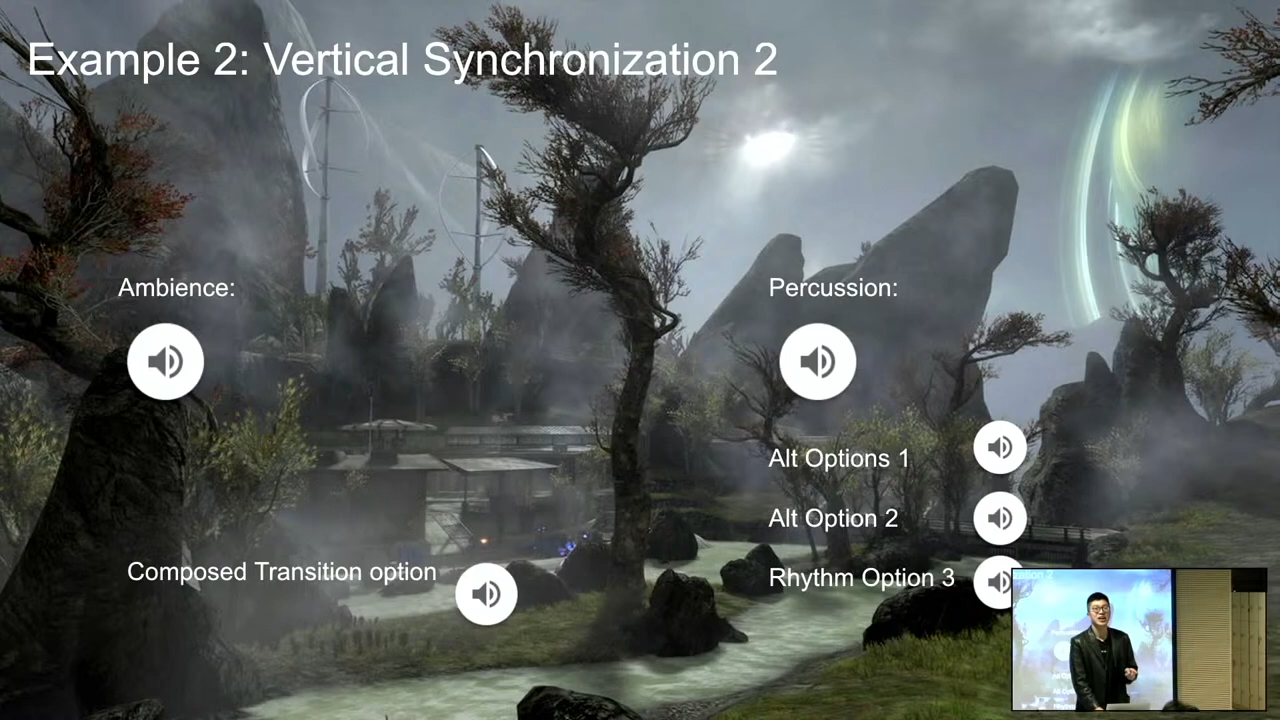 Example 2: Vertical Synchronization 2
Ambience:
Percussion:
Alt Options 1
Alt Option 2
Composed Transition option
Rhythm Option 3